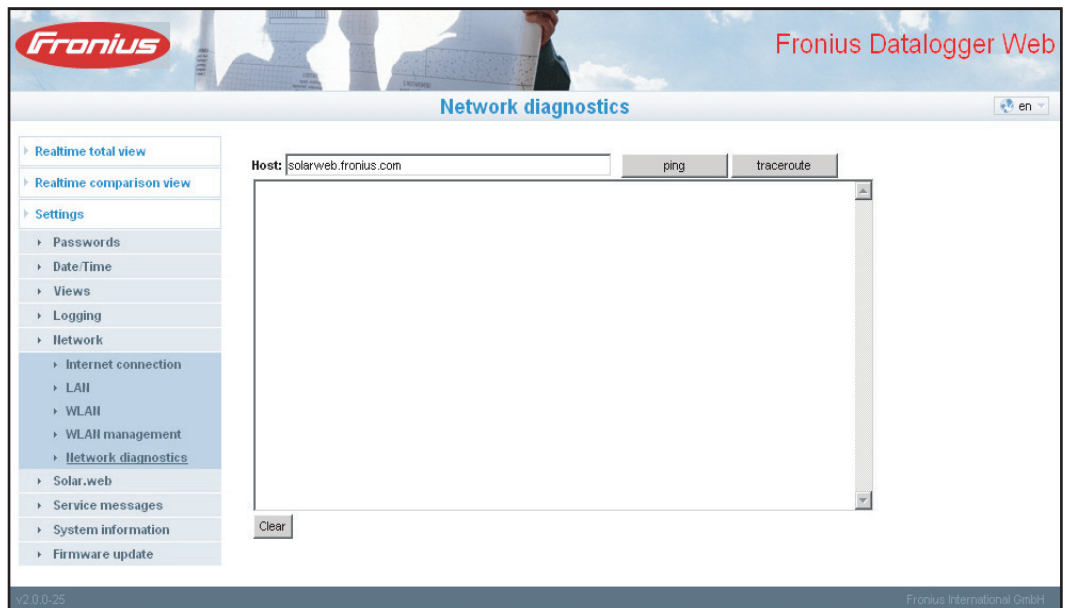 Fronius
Fronius Datalogger Web
Network diagnostics
en
Realtime total view
Realtime comparison view
Settings
Passwords
Date/Time
Views
Logging
Network
Internet connection
LAN
WLAN
WLAN management
Network diagnostics
Solar.web
Service messages
System information
Firmware update
Host: solarweb.fronius.com ping traceroute
Clear
v2.0.0-25
Fronius International GmbH